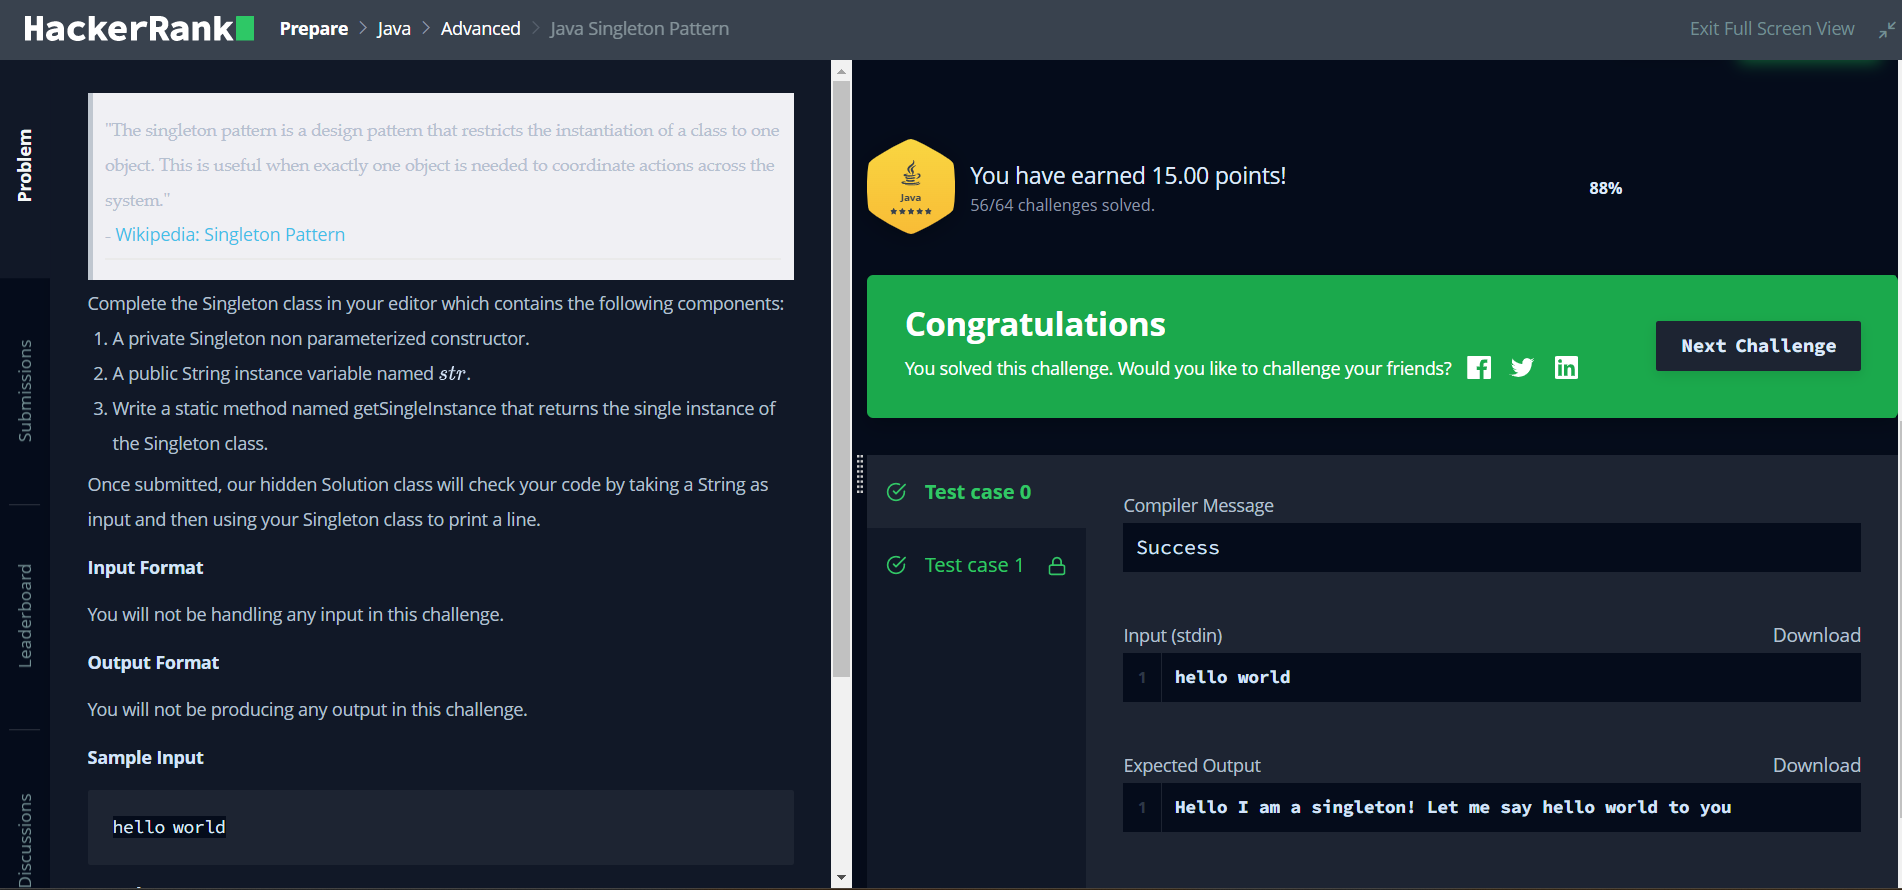 HackerRank Prepare > Java > Advanced > Java Singleton Pattern Exit Full Screen View
Problem
Submissions
Leaderboard
Discussions
"The singleton pattern is a design pattern that restricts the instantiation of a class to one
object. This is useful when exactly one object is needed to coordinate actions across the
system."
- Wikipedia: Singleton Pattern
Complete the Singleton class in your editor which contains the following components:
1. A private Singleton non parameterized constructor.
2. A public String instance variable named str.
3. Write a static method named getSingleInstance that returns the single instance of
the Singleton class.
Once submitted, our hidden Solution class will check your code by taking a String as
input and then using your Singleton class to print a line.
Input Format
You will not be handling any input in this challenge.
Output Format
You will not be producing any output in this challenge.
Sample Input
hello world
Java
You have earned 15.00 points!
56/64 challenges solved.
88%
Congratulations
You solved this challenge. Would you like to challenge your friends?
Next Challenge
Test case 0
Test case 1
Compiler Message
Success
Input (stdin) Download
1 hello world
Expected Output Download
1 Hello I am a singleton! Let me say hello world to you